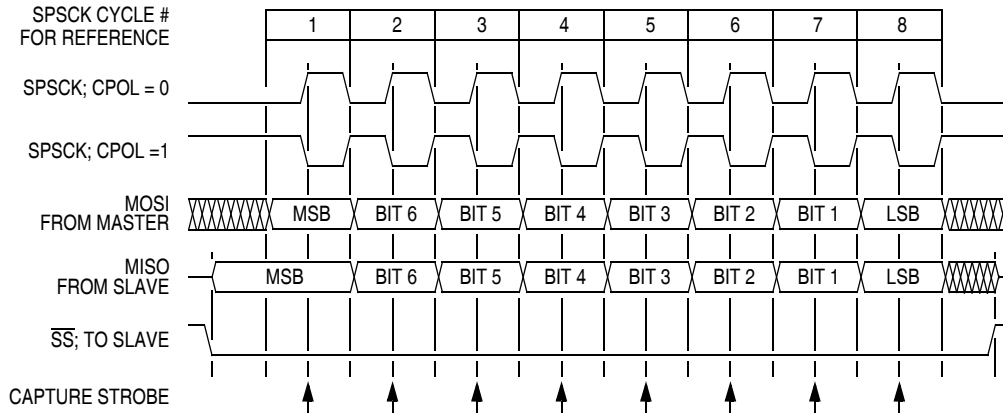 SPSCK CYCLE #
FOR REFERENCE
1 2 3 4 5 6 7 8
SPSCK; CPOL = 0
SPSCK; CPOL =1
MOSI
FROM MASTER
MSB BIT 6 BIT 5 BIT 4 BIT 3 BIT 2 BIT 1 LSB
MISO
FROM SLAVE
MSB BIT 6 BIT 5 BIT 4 BIT 3 BIT 2 BIT 1 LSB
S̅S̅; TO SLAVE
CAPTURE STROBE